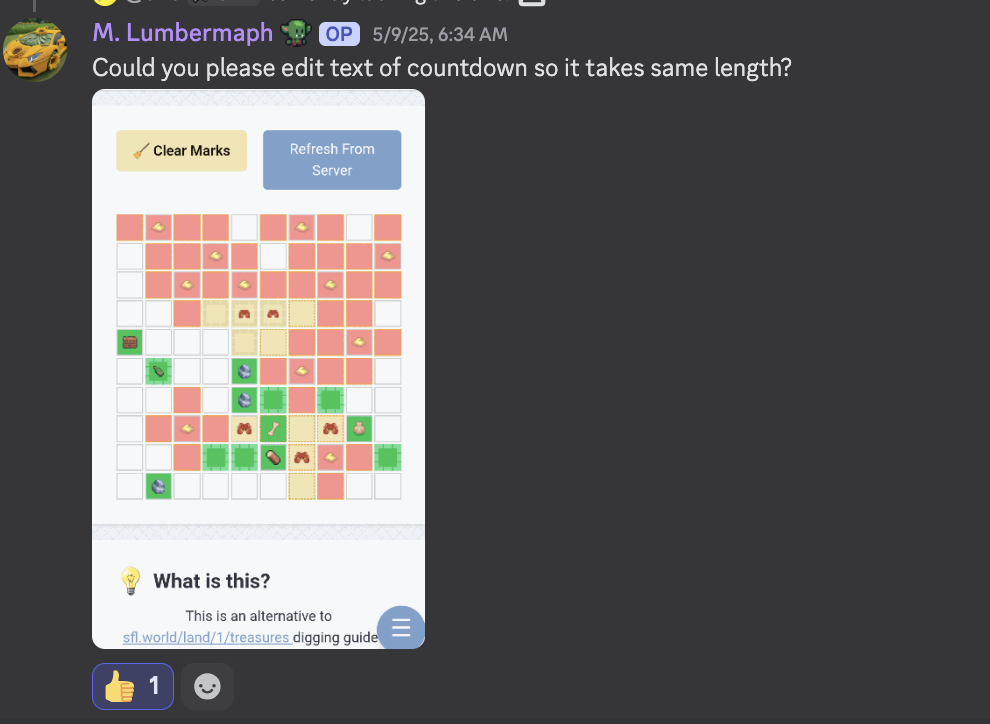 M. Lumbermaph OP 5/9/25, 6:34 AM
Could you please edit text of countdown so it takes same length?
Clear Marks
Refresh From
Server
What is this?
This is an alternative to
sfl.world/land/1/treasures digging guide
1